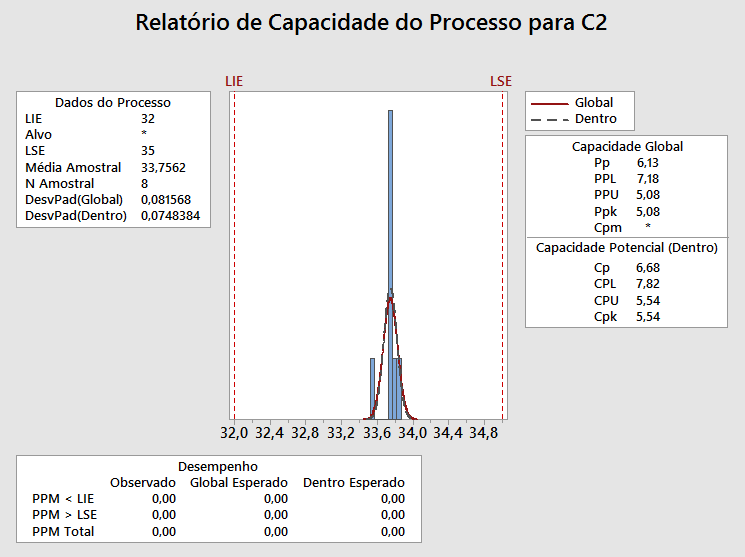 Relatório de Capacidade do Processo para C2
LIE LSE
Dados do Processo
LIE 32
Alvo *
LSE 35
Média Amostral 33,7562
N Amostral 8
DesvPad(Global) 0,081568
DesvPad(Dentro) 0,0748384
Global
Dentro
Capacidade Global
Pp 6,13
PPL 7,18
PPU 5,08
Ppk 5,08
Cpm *
Capacidade Potencial (Dentro)
Cp 6,68
CPL 7,82
CPU 5,54
Cpk 5,54
32,0 32,4 32,8 33,2 33,6 34,0 34,4 34,8
Desempenho
Observado Global Esperado Dentro Esperado
PPM < LIE 0,00 0,00 0,00
PPM > LSE 0,00 0,00 0,00
PPM Total 0,00 0,00 0,00